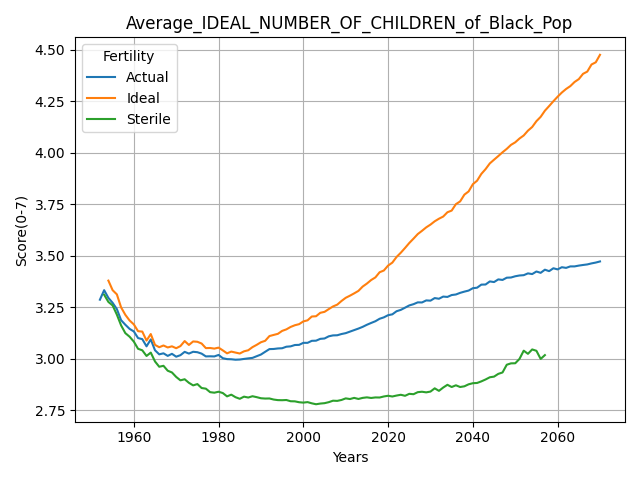 Average_IDEAL_NUMBER_OF_CHILDREN_of_Black_Pop
Fertility
Actual
Ideal
Sterile
Score(0-7)
4.50
4.25
4.00
3.75
3.50
3.25
3.00
2.75
1960 1980 2000 2020 2040 2060
Years